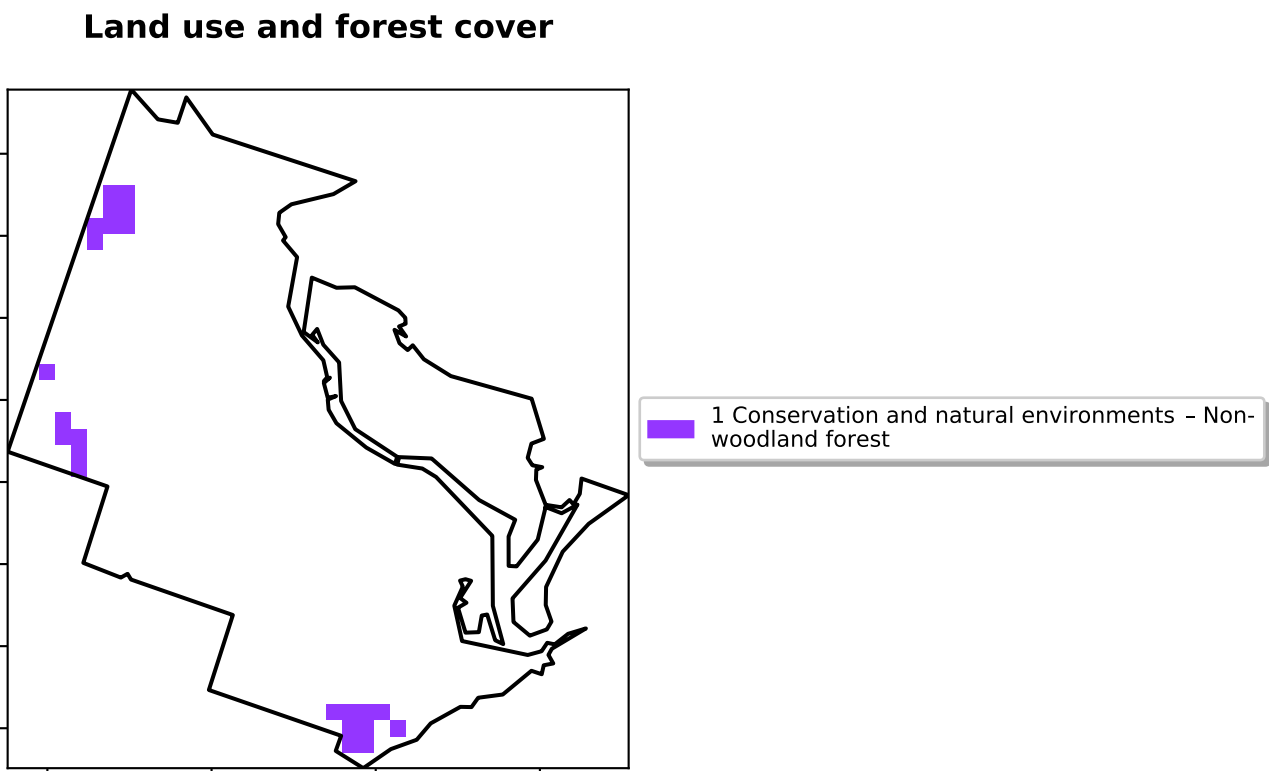 Land use and forest cover
1 Conservation and natural environments – Non-
woodland forest